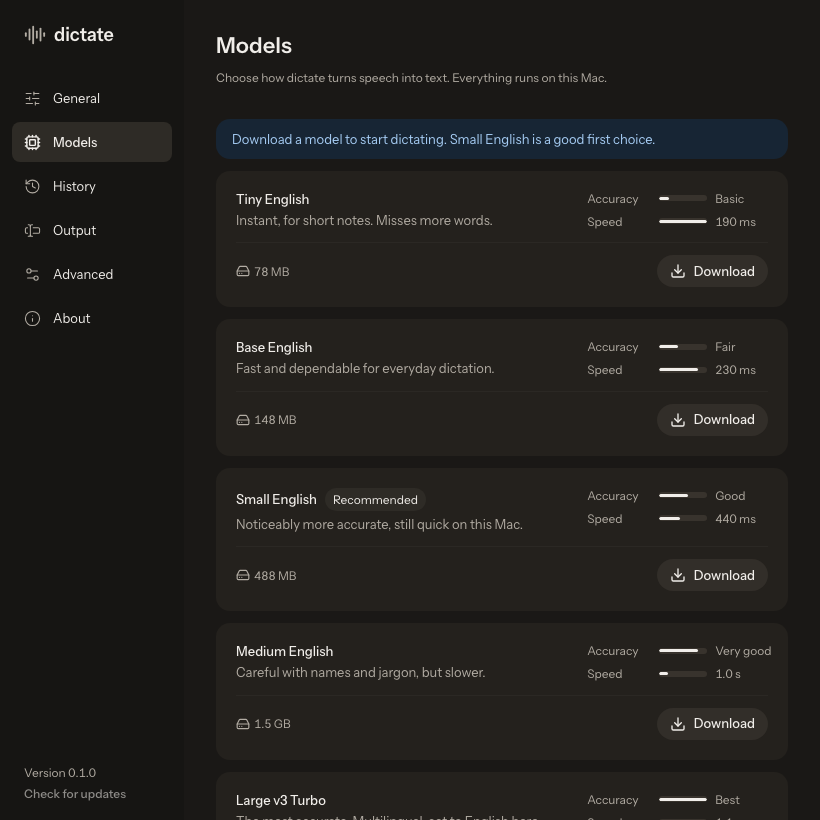 dictate
General
Models
History
Output
Advanced
About
Version 0.1.0
Check for updates
Models
Choose how dictate turns speech into text. Everything runs on this Mac.
Download a model to start dictating. Small English is a good first choice.
Tiny English
Instant, for short notes. Misses more words.
Accuracy Basic
Speed 190 ms
78 MB
Download
Base English
Fast and dependable for everyday dictation.
Accuracy Fair
Speed 230 ms
148 MB
Download
Small English Recommended
Noticeably more accurate, still quick on this Mac.
Accuracy Good
Speed 440 ms
488 MB
Download
Medium English
Careful with names and jargon, but slower.
Accuracy Very good
Speed 1.0 s
1.5 GB
Download
Large v3 Turbo
Accuracy Best